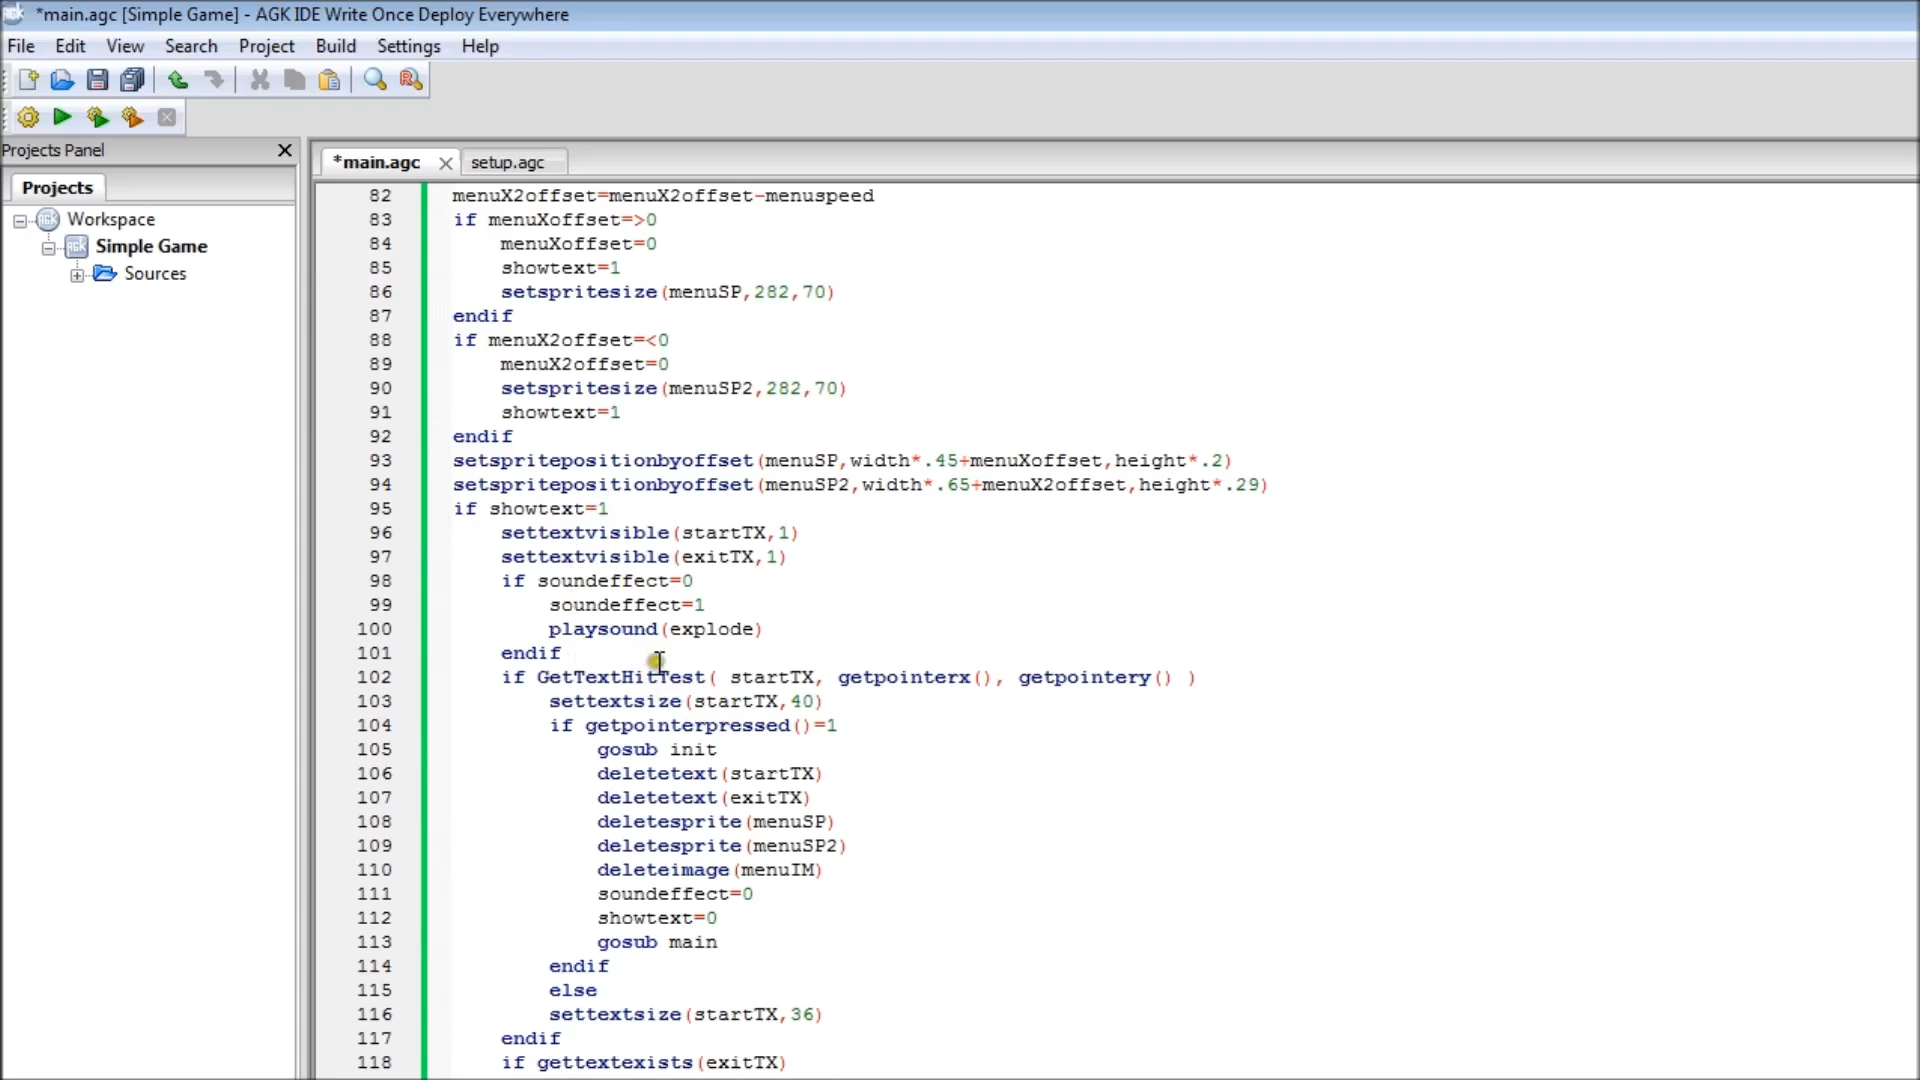 *main.agc [Simple Game] - AGK IDE Write Once Deploy Everywhere
File Edit View Search Project Build Settings Help
Projects Panel
*main.agc setup.agc
Projects
Workspace
Simple Game
Sources
82 menuX2offset=menuX2offset-menuspeed
83 if menuXoffset=>0
84 menuXoffset=0
85 showtext=1
86 setspritesize(menuSP,282,70)
87 endif
88 if menuX2offset=<0
89 menuX2offset=0
90 setspritesize(menuSP2,282,70)
91 showtext=1
92 endif
93 setspritepositionbyoffset(menuSP,width*.45+menuXoffset,height*.2)
94 setspritepositionbyoffset(menuSP2,width*.65+menuX2offset,height*.29)
95 if showtext=1
96 settextvisible(startTX,1)
97 settextvisible(exitTX,1)
98 if soundeffect=0
99 soundeffect=1
100 playsound(explode)
101 endif
102 if GetTextHitTest( startTX, getpointerx(), getpointery() )
103 settextsize(startTX,40)
104 if getpointerpressed()=1
105 gosub init
106 deletetext(startTX)
107 deletetext(exitTX)
108 deletesprite(menuSP)
109 deletesprite(menuSP2)
110 deleteimage(menuIM)
111 soundeffect=0
112 showtext=0
113 gosub main
114 endif
115 else
116 settextsize(startTX,36)
117 endif
118 if gettextexists(exitTX)